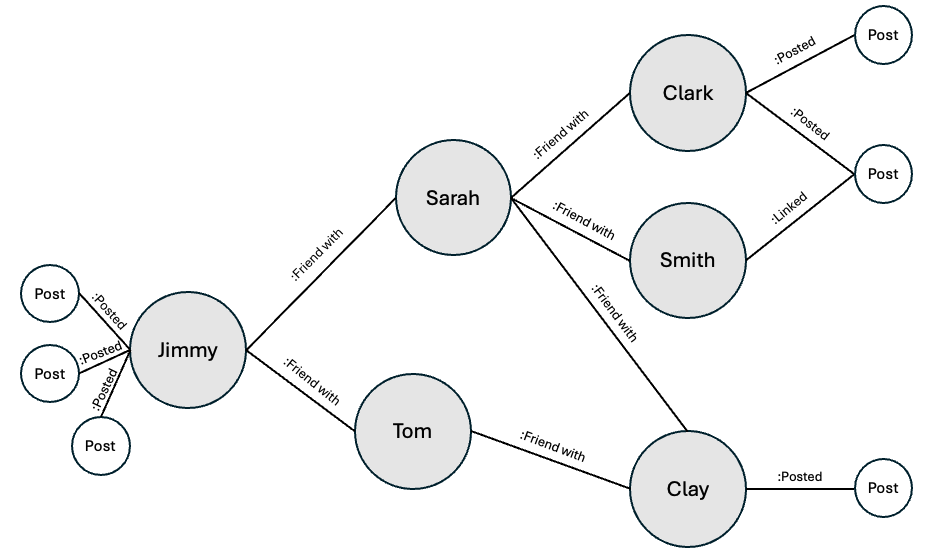 Post
:Posted
Clark
:Posted
:Friend with
Post
Sarah
:Linked
:Friend with
Smith
:Friend with
Post
:Posted
:Friend with
Jimmy
:Posted
Post
:Posted
Post
:Friend with
Tom
:Friend with
Clay
:Posted
Post